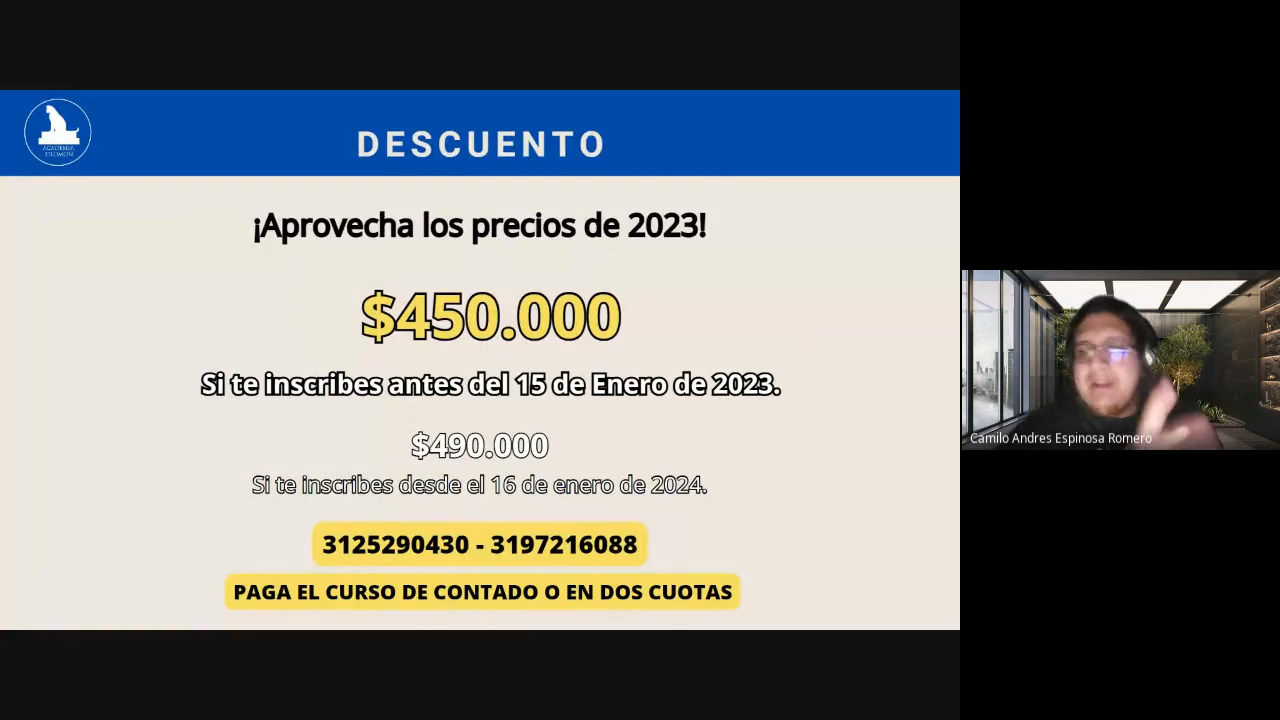 ACADEMIA
FILOMON
DESCUENTO
¡Aprovecha los precios de 2023!
$450.000
Si te inscribes antes del 15 de Enero de 2023.
$490.000
Si te inscribes desde el 16 de enero de 2024.
3125290430 - 3197216088
PAGA EL CURSO DE CONTADO O EN DOS CUOTAS
Camilo Andres Espinosa Romero